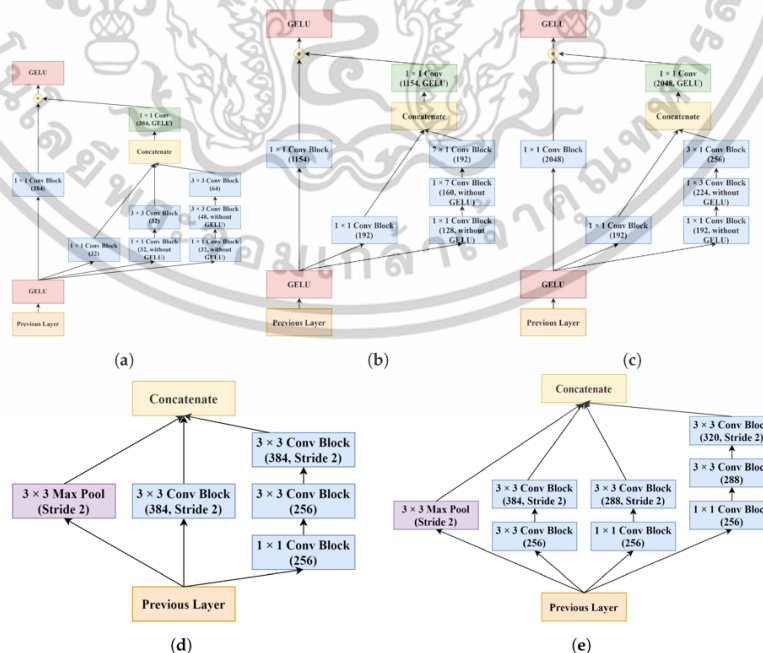 GELU
1 × 1 Conv
(384, GELU)
Concatenate
1 × 1 Conv Block
(384)
3 × 3 Conv Block
(64)
3 × 3 Conv Block
(32)
3 × 3 Conv Block
(48, without
GELU)
1 × 1 Conv Block
(32)
1 × 1 Conv Block
(32, without
GELU)
1 × 1 Conv Block
(32, without
GELU)
GELU
Previous Layer
(a)
GELU
1 × 1 Conv
(1154, GELU)
Concatenate
1 × 1 Conv Block
(1154)
7 × 1 Conv Block
(192)
1 × 7 Conv Block
(160, without
GELU)
1 × 1 Conv Block
(192)
1 × 1 Conv Block
(128, without
GELU)
GELU
Previous Layer
(b)
GELU
1 × 1 Conv
(2048, GELU)
Concatenate
1 × 1 Conv Block
(2048)
3 × 1 Conv Block
(256)
1 × 3 Conv Block
(224, without
GELU)
1 × 1 Conv Block
(192)
1 × 1 Conv Block
(192, without
GELU)
GELU
Previous Layer
(c)
Concatenate
3 × 3 Conv Block
(384, Stride 2)
3 × 3 Max Pool
(Stride 2)
3 × 3 Conv Block
(384, Stride 2)
3 × 3 Conv Block
(256)
1 × 1 Conv Block
(256)
Previous Layer
(d)
Concatenate
3 × 3 Conv Block
(320, Stride 2)
3 × 3 Conv Block
(384, Stride 2)
3 × 3 Conv Block
(288, Stride 2)
3 × 3 Conv Block
(288)
3 × 3 Max Pool
(Stride 2)
3 × 3 Conv Block
(256)
1 × 1 Conv Block
(256)
1 × 1 Conv Block
(256)
Previous Layer
(e)